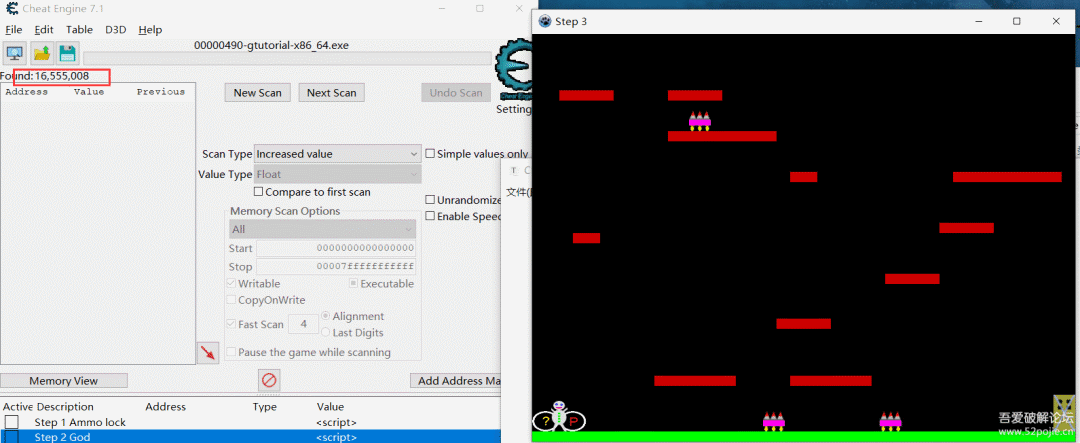 Cheat Engine 7.1
File Edit Table D3D Help
00000490-gtutorial-x86_64.exe
Found:16,555,008
Address Value Previous
New Scan Next Scan Undo Scan
Setting
Scan Type Increased value Simple values only
Value Type Float
Compare to first scan
Unrandomize
Enable Speed
Memory Scan Options
All
Start 0000000000000000
Stop 00007fffffffffff
Writable Executable
CopyOnWrite
Fast Scan 4 Alignment
Last Digits
Pause the game while scanning
Memory View Add Address Ma
Active Description Address Type Value
Step 1 Ammo lock <script>
Step 2 God <script>
文件(
Step 3
? P
吾爱破解论坛
www.52pojie.cn